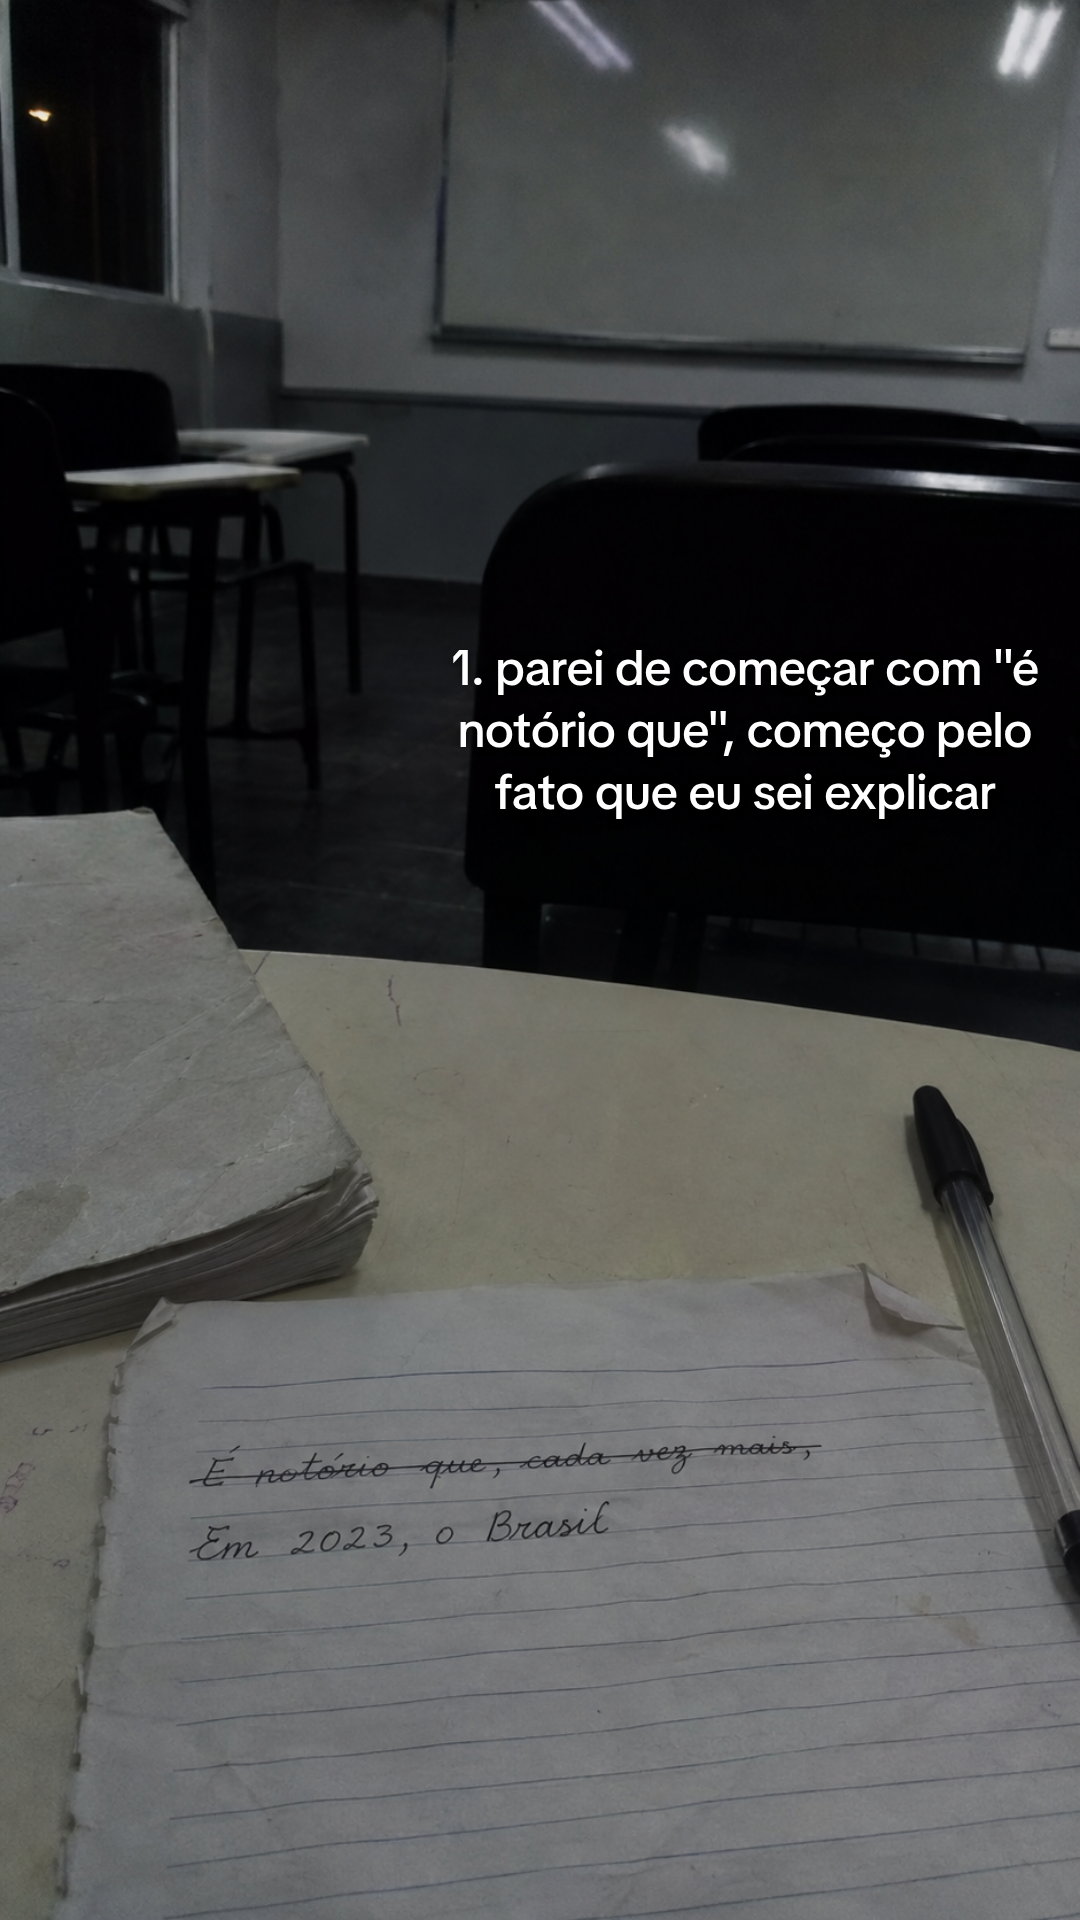 1. parei de começar com "é
notório que", começo pelo
fato que eu sei explicar
É notório que, cada vez mais,
Em 2023, o Brasil